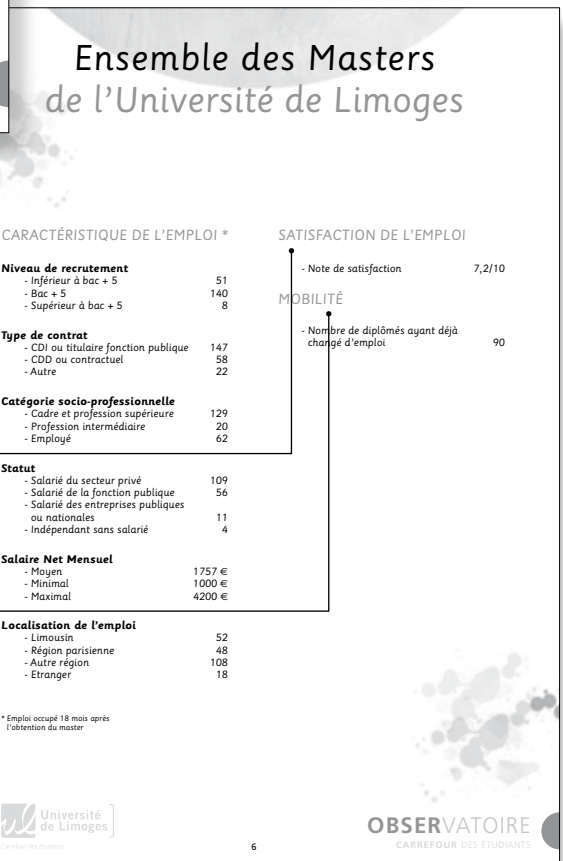 Ensemble des Masters
de l'Université de Limoges
CARACTÉRISTIQUE DE L'EMPLOI *
Niveau de recrutement
- Inférieur à bac + 5 51
- Bac + 5 140
- Supérieur à bac + 5 8
Type de contrat
- CDI ou titulaire fonction publique 147
- CDD ou contractuel 58
- Autre 22
Catégorie socio-professionnelle
- Cadre et profession supérieure 129
- Profession intermédiaire 20
- Employé 62
Statut
- Salarié du secteur privé 109
- Salarié de la fonction publique 56
- Salarié des entreprises publiques
ou nationales 11
- Indépendant sans salarié 4
Salaire Net Mensuel
- Moyen 1757 €
- Minimal 1000 €
- Maximal 4200 €
Localisation de l'emploi
- Limousin 52
- Région parisienne 48
- Autre région 108
- Etranger 18
* Emploi occupé 18 mois après
l'obtention du master
SATISFACTION DE L'EMPLOI
- Note de satisfaction 7,2/10
MOBILITÉ
- Nombre de diplômés ayant déjà
changé d'emploi 90
ul Université
de Limoges
Carrefour des étudiants
6
OBSERVATOIRE
CARREFOUR DES ÉTUDIANTS